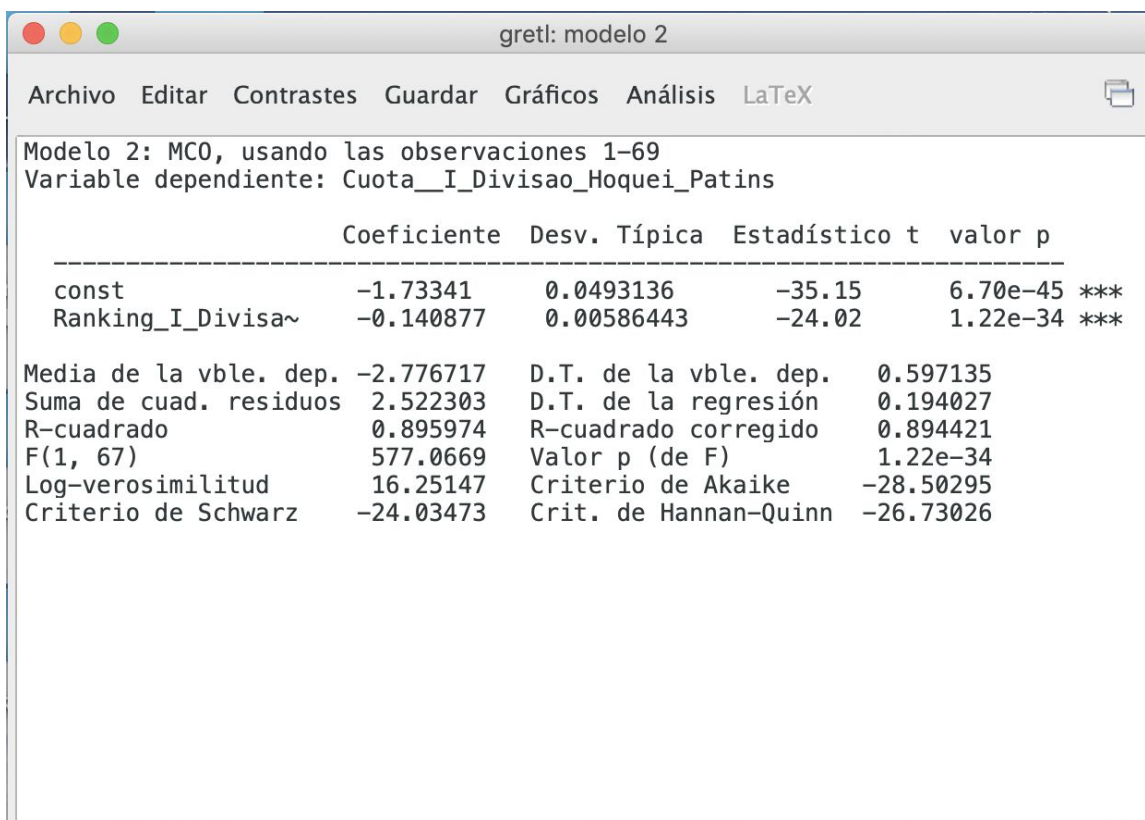 gretl: modelo 2
Archivo Editar Contrastes Guardar Gráficos Análisis LaTeX
Modelo 2: MCO, usando las observaciones 1-69
Variable dependiente: Cuota__I_Divisao_Hoquei_Patins
Coeficiente Desv. Típica Estadístico t valor p
----------------------------------------------------------------------
const -1.73341 0.0493136 -35.15 6.70e-45 ***
Ranking_I_Divisa~ -0.140877 0.00586443 -24.02 1.22e-34 ***
Media de la vble. dep. -2.776717 D.T. de la vble. dep. 0.597135
Suma de cuad. residuos 2.522303 D.T. de la regresión 0.194027
R-cuadrado 0.895974 R-cuadrado corregido 0.894421
F(1, 67) 577.0669 Valor p (de F) 1.22e-34
Log-verosimilitud 16.25147 Criterio de Akaike -28.50295
Criterio de Schwarz -24.03473 Crit. de Hannan-Quinn -26.73026